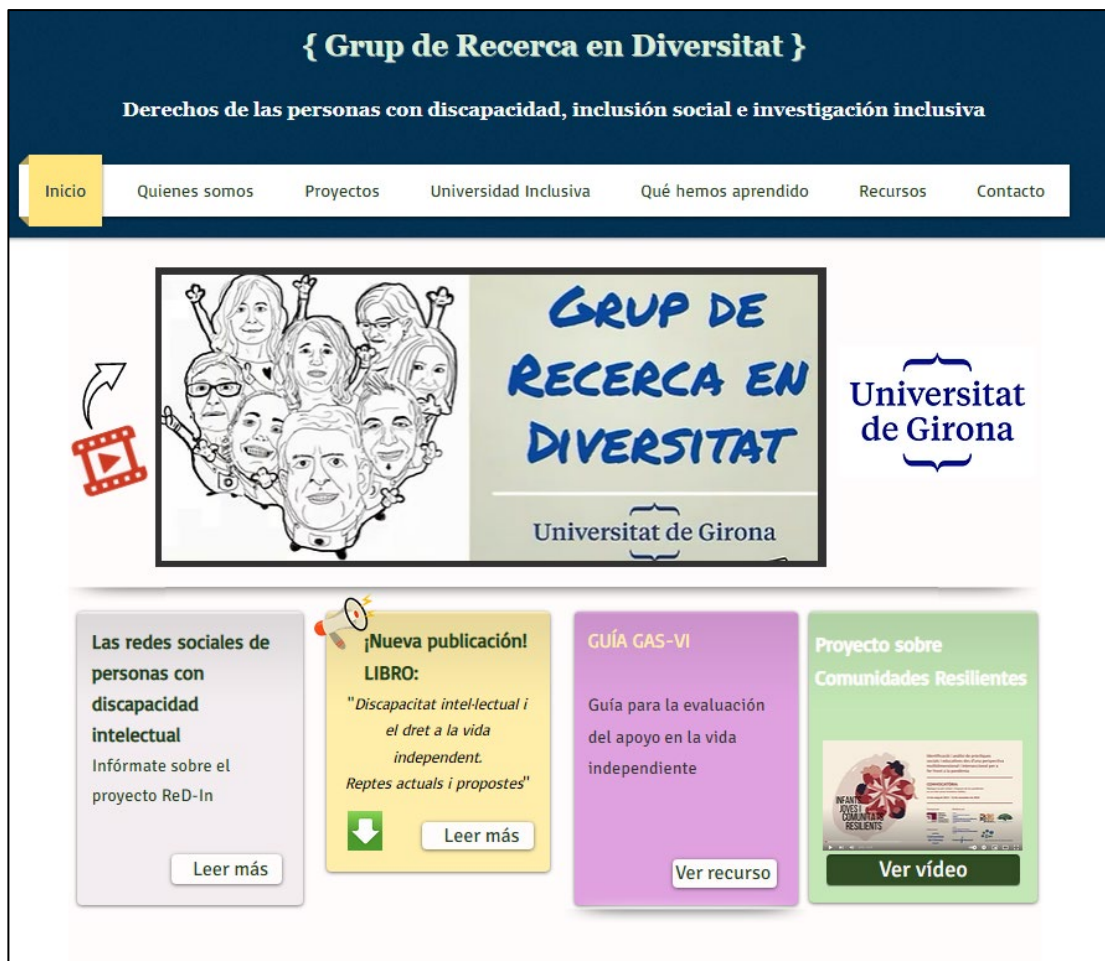 { Grup de Recerca en Diversitat }
Derechos de las personas con discapacidad, inclusión social e investigación inclusiva
Inicio Quienes somos Proyectos Universidad Inclusiva Qué hemos aprendido Recursos Contacto
GRUP DE
RECERCA EN
DIVERSITAT
Universitat de Girona
Universitat
de Girona
Las redes sociales de
personas con
discapacidad
intelectual
Infórmate sobre el
proyecto ReD-In
Leer más
¡Nueva publicación!
LIBRO:
"Discapacitat intel·lectual i
el dret a la vida
independent.
Reptes actuals i propostes"
Leer más
GUÍA GAS-VI
Guía para la evaluación
del apoyo en la vida
independiente
Ver recurso
Proyecto sobre
Comunidades Resilientes
INFANTS,
JOVES I
COMUNITATS
RESILIENTS
CONVOCATÒRIA
Ver vídeo